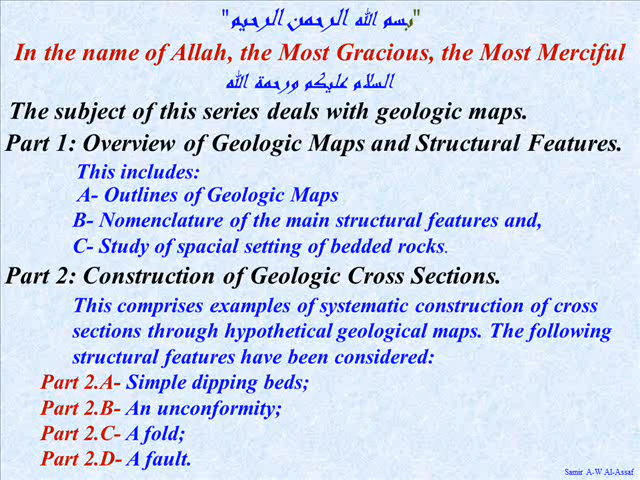 "بسم الله الرحمن الرحيم"
In the name of Allah, the Most Gracious, the Most Merciful
السلام عليكم ورحمة الله
The subject of this series deals with geologic maps.
Part 1: Overview of Geologic Maps and Structural Features.
This includes:
A- Outlines of Geologic Maps
B- Nomenclature of the main structural features and,
C- Study of spacial setting of bedded rocks.
Part 2: Construction of Geologic Cross Sections.
This comprises examples of systematic construction of cross
sections through hypothetical geological maps. The following
structural features have been considered:
Part 2.A- Simple dipping beds;
Part 2.B- An unconformity;
Part 2.C- A fold;
Part 2.D- A fault.
Samir A-W Al-Assaf